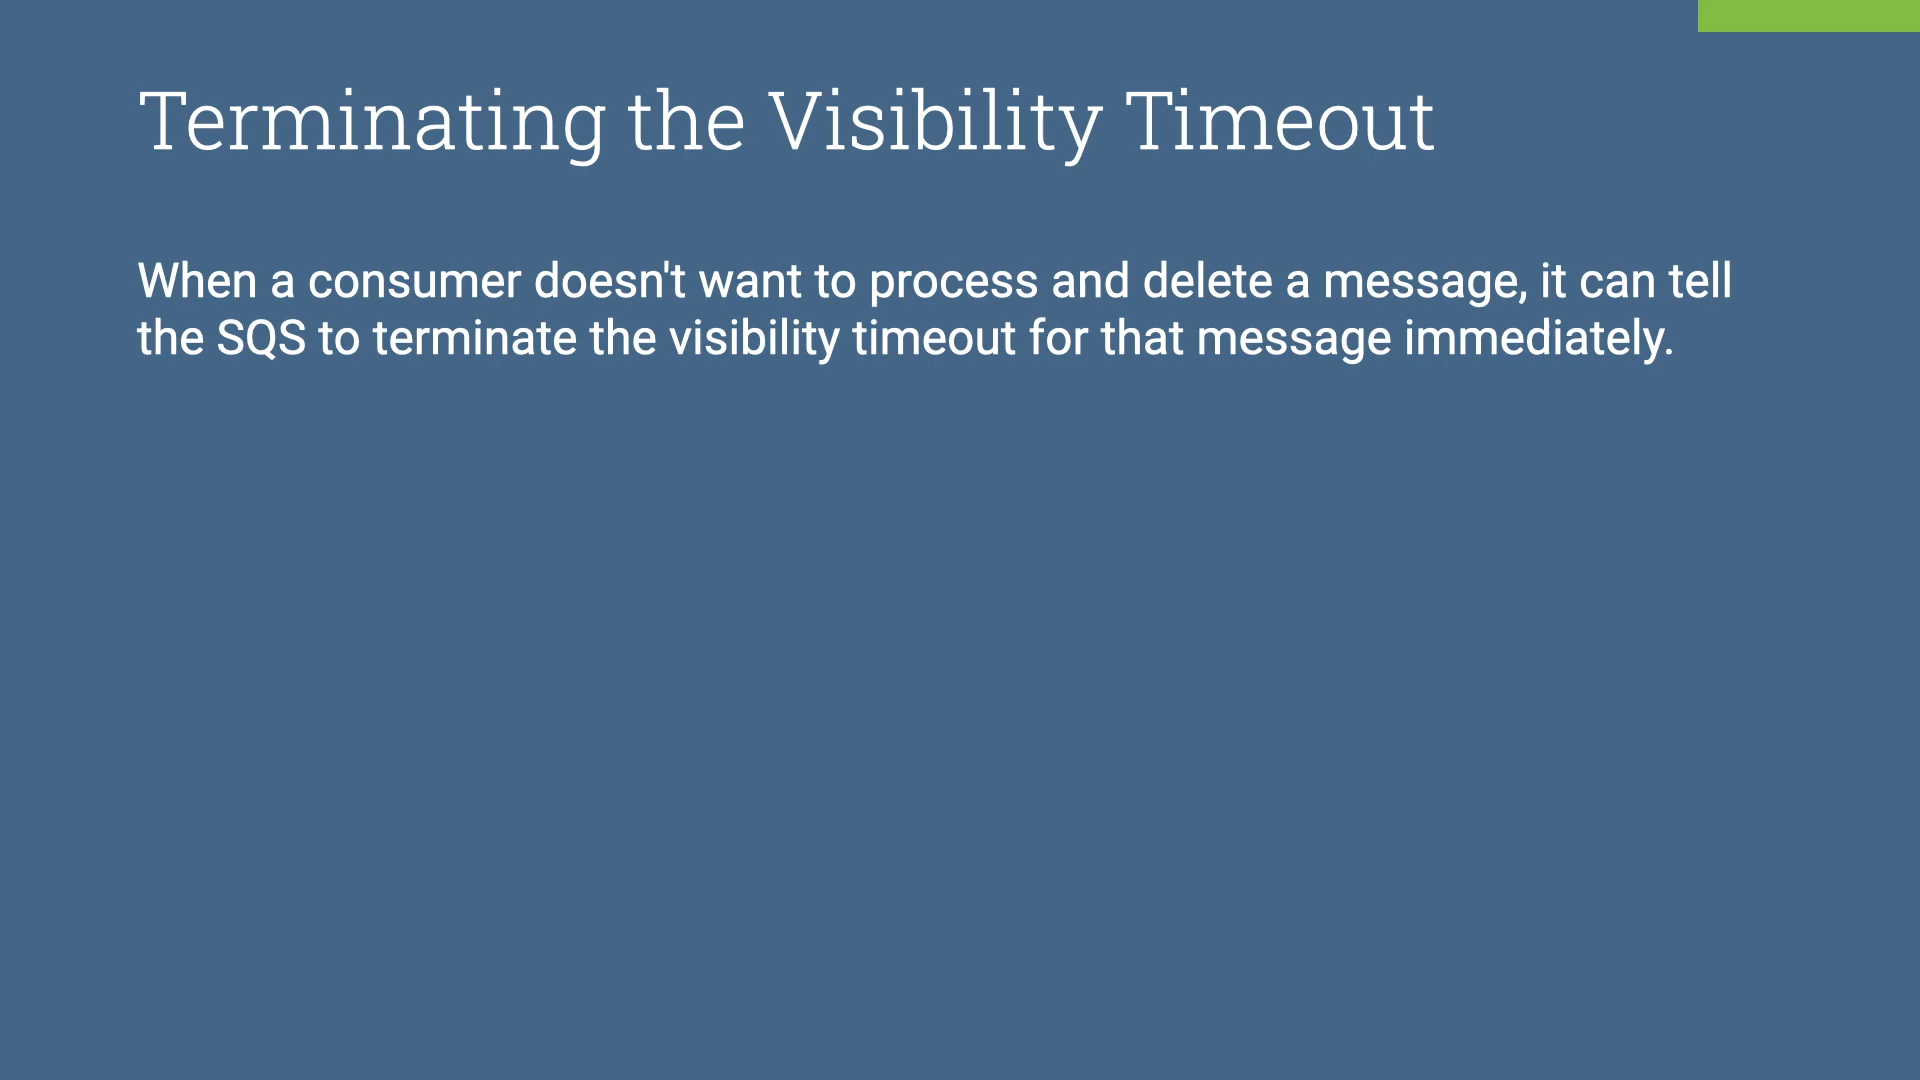 Terminating the Visibility Timeout
When a consumer doesn't want to process and delete a message, it can tell
the SQS to terminate the visibility timeout for that message immediately.